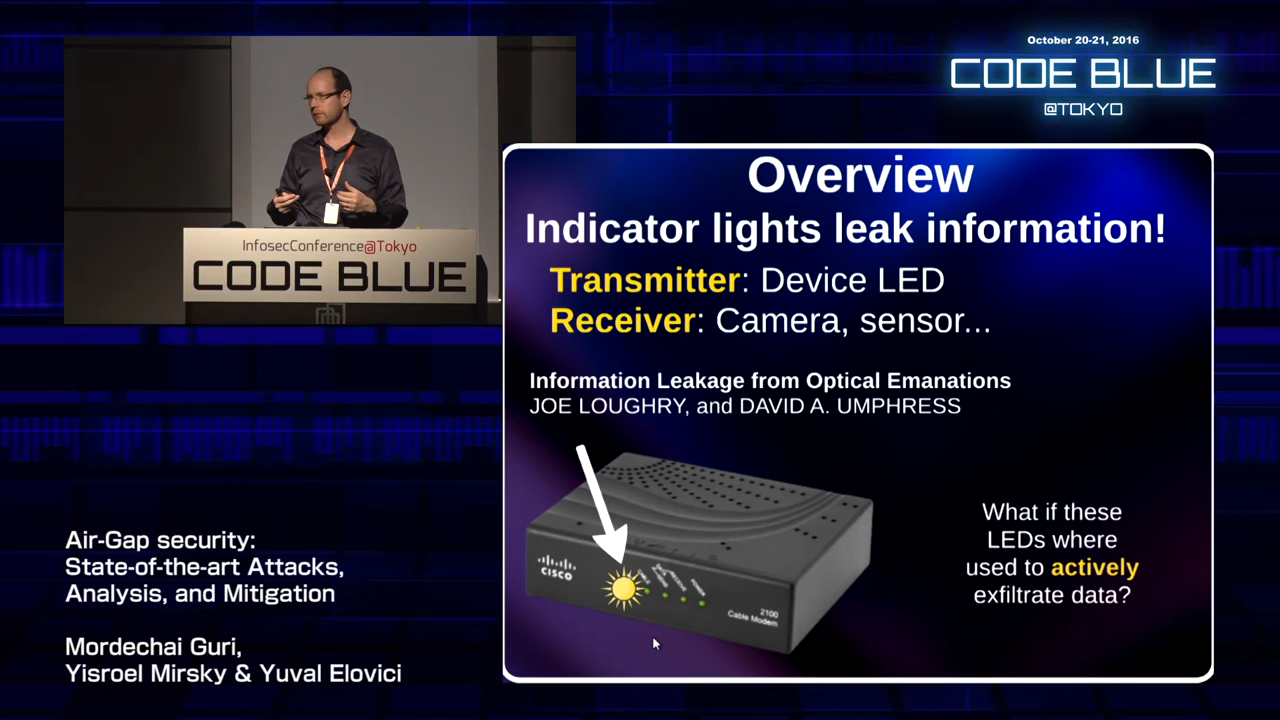 October 20-21, 2016
CODE BLUE
@TOKYO
InfosecConference@Tokyo
CODE BLUE
Overview
Indicator lights leak information!
Transmitter: Device LED
Receiver: Camera, sensor...
Information Leakage from Optical Emanations
JOE LOUGHRY, and DAVID A. UMPHRESS
CISCO
2100
Cable Modem
What if these
LEDs where
used to actively
exfiltrate data?
Air-Gap security:
State-of-the-art Attacks,
Analysis, and Mitigation
Mordechai Guri,
Yisroel Mirsky & Yuval Elovici